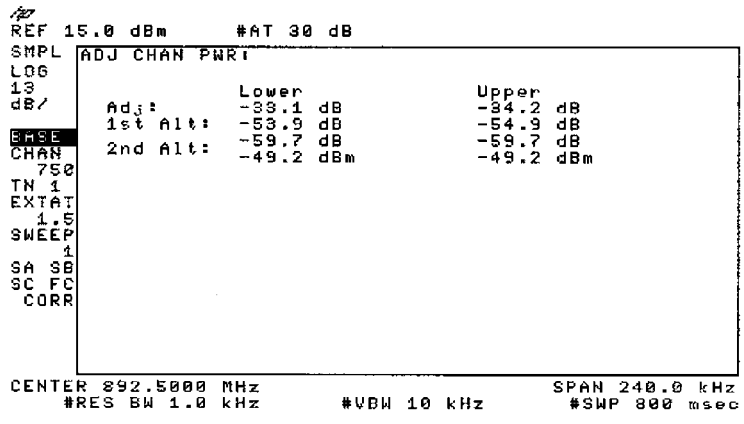 hp
REF 15.0 dBm #AT 30 dB
SMPL
LOG
13
dB/
BASE
CHAN
750
TN 1
EXTAT
1.5
SWEEP
1
SA SB
SC FC
CORR
ADJ CHAN PWR:
Lower Upper
Adj: -33.1 dB -34.2 dB
1st Alt: -53.9 dB -54.9 dB
2nd Alt: -59.7 dB -59.7 dB
-49.2 dBm -49.2 dBm
CENTER 892.5000 MHz SPAN 240.0 kHz
#RES BW 1.0 kHz #VBW 10 kHz #SWP 800 msec